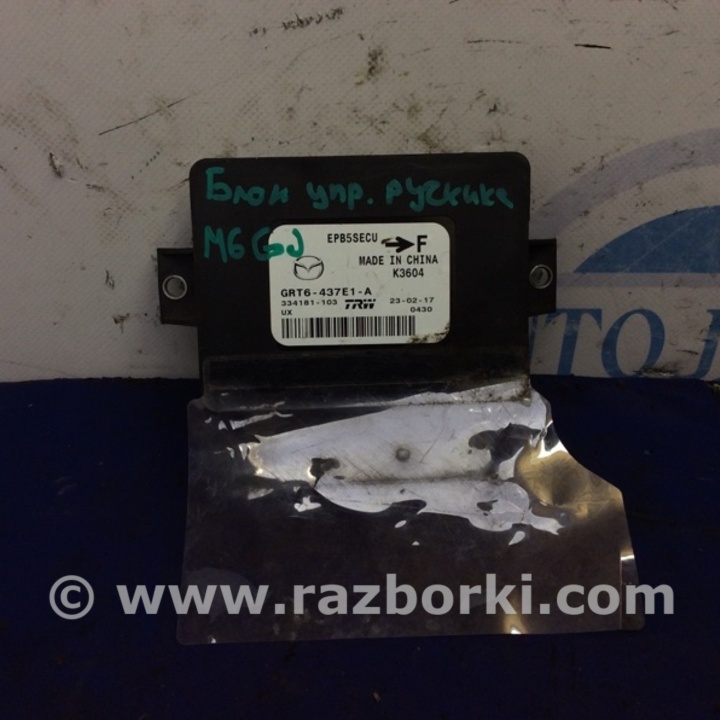 Блок упр. ручника
M6 GJ
EPB5SECU F
MADE IN CHINA
K3604
GRT6-437E1-A
334181-103 TRW 23-02-17
UX 0430
© www.razborki.com